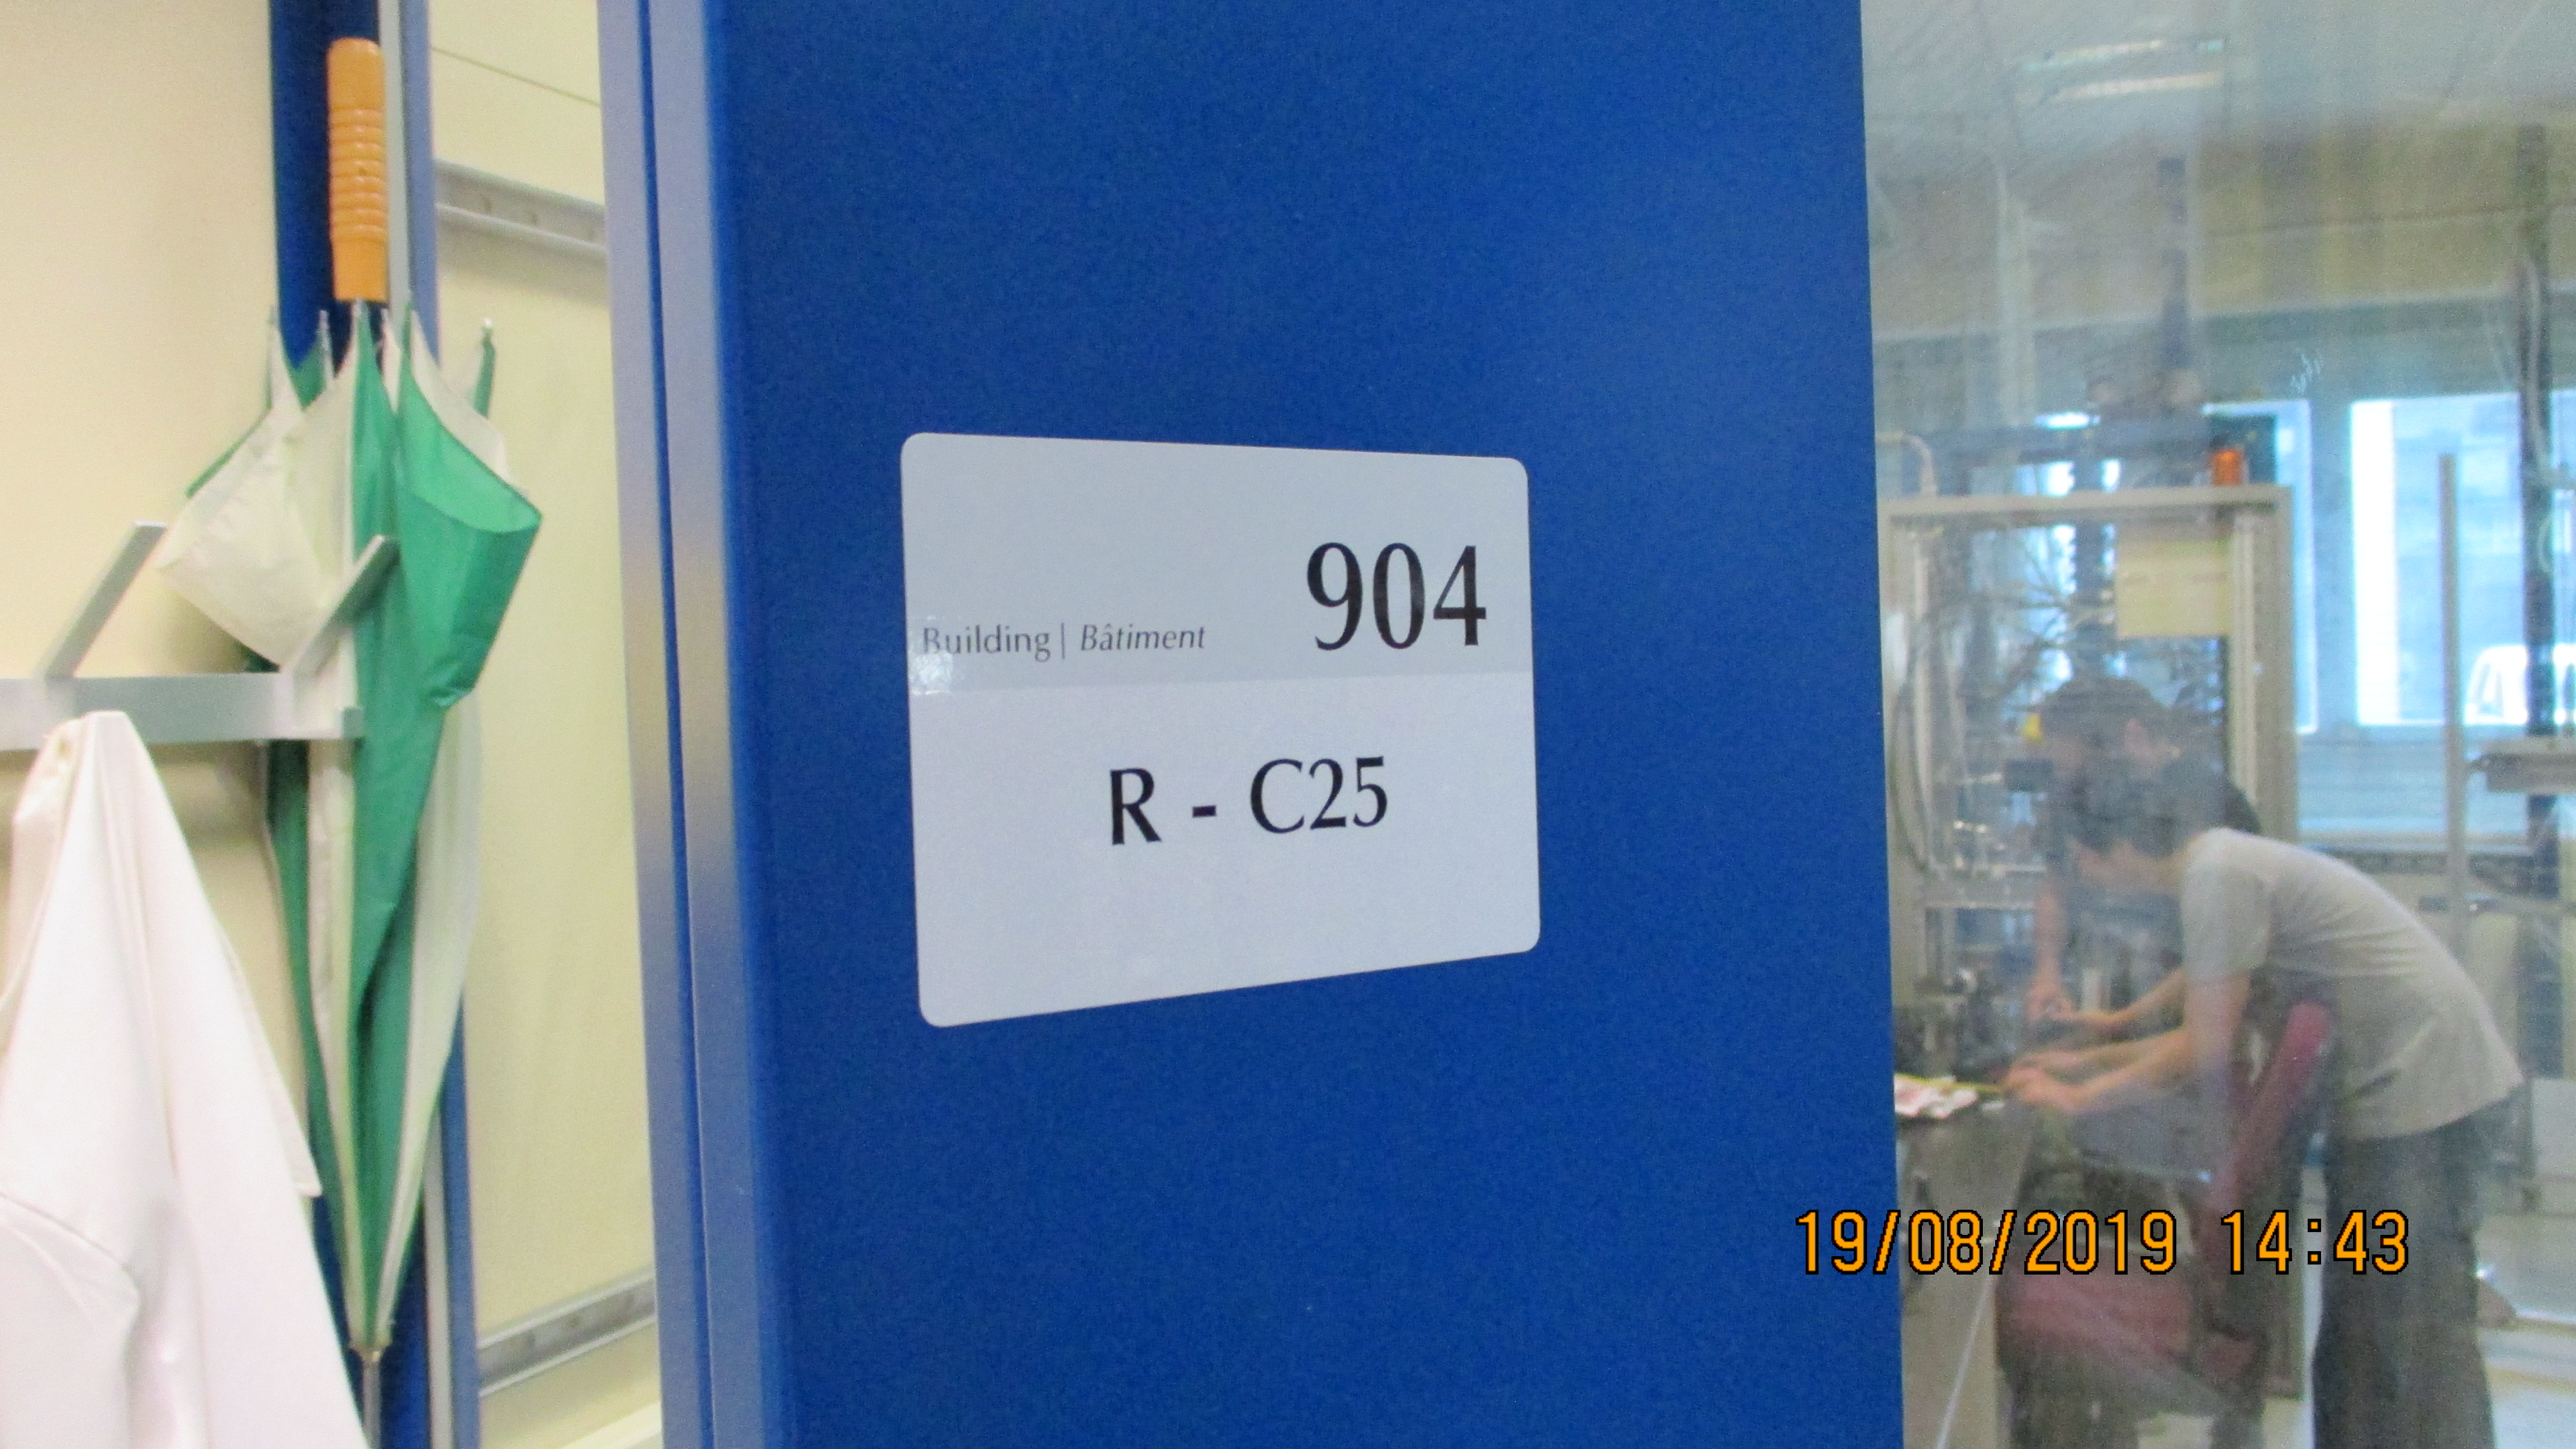 904
Building | Bâtiment
R - C25
19/08/2019 14:43